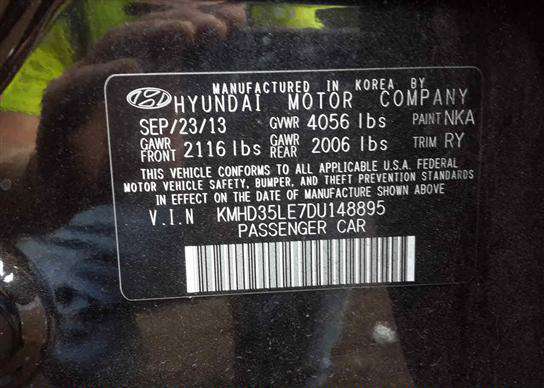 MANUFACTURED IN KOREA BY
HYUNDAI MOTOR COMPANY
SEP/23/13 GVWR 4056 lbs PAINT NKA
GAWR FRONT 2116 lbs GAWR REAR 2006 lbs TRIM RY
THIS VEHICLE CONFORMS TO ALL APPLICABLE U.S.A. FEDERAL
MOTOR VEHICLE SAFETY, BUMPER, AND THEFT PREVENTION STANDARDS
IN EFFECT ON THE DATE OF MANUFACTURE SHOWN ABOVE
V.I.N KMHD35LE7DU148895
PASSENGER CAR